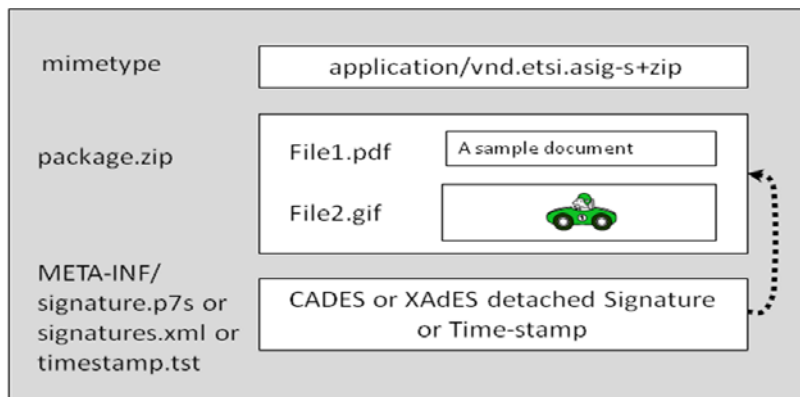 mimetype
application/vnd.etsi.asig-s+zip
package.zip
File1.pdf
A sample document
File2.gif
META-INF/
signature.p7s or
signatures.xml or
timestamp.tst
CADES or XAdES detached Signature
or Time-stamp